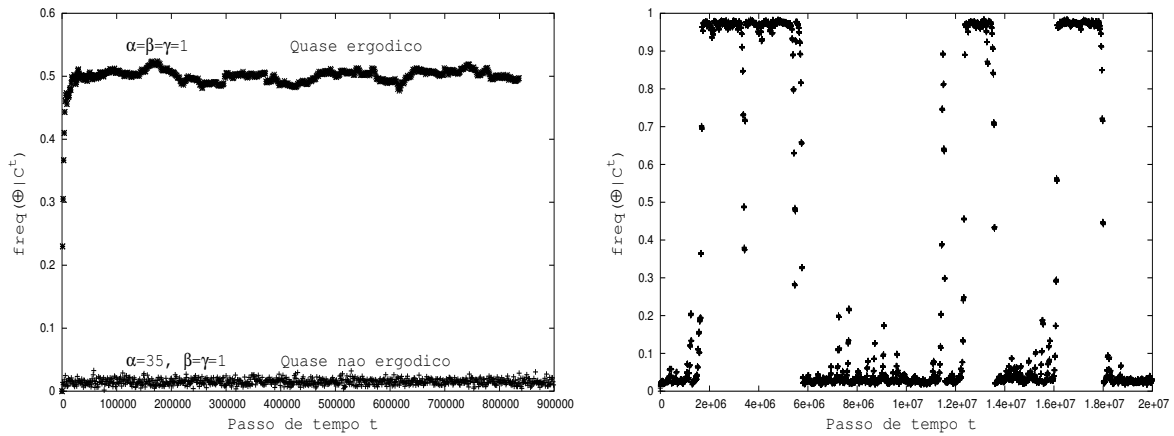 α=β=γ=1 Quase ergodico
α=35, β=γ=1 Quase nao ergodico
freq(⊕|Cᵗ)
0.6
0.5
0.4
0.3
0.2
0.1
0
0 100000 200000 300000 400000 500000 600000 700000 800000 900000
Passo de tempo t
freq(⊕|Cᵗ)
1
0.9
0.8
0.7
0.6
0.5
0.4
0.3
0.2
0.1
0
0 2e+06 4e+06 6e+06 8e+06 1e+07 1.2e+07 1.4e+07 1.6e+07 1.8e+07 2e+07
Passo de tempo t